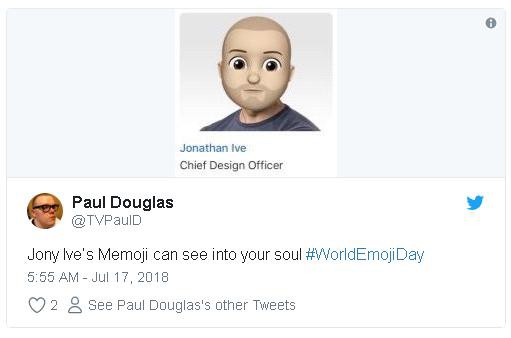 Jonathan Ive
Chief Design Officer
Paul Douglas
@TVPaulD
Jony Ive's Memoji can see into your soul #WorldEmojiDay
5:55 AM - Jul 17, 2018
2 See Paul Douglas's other Tweets